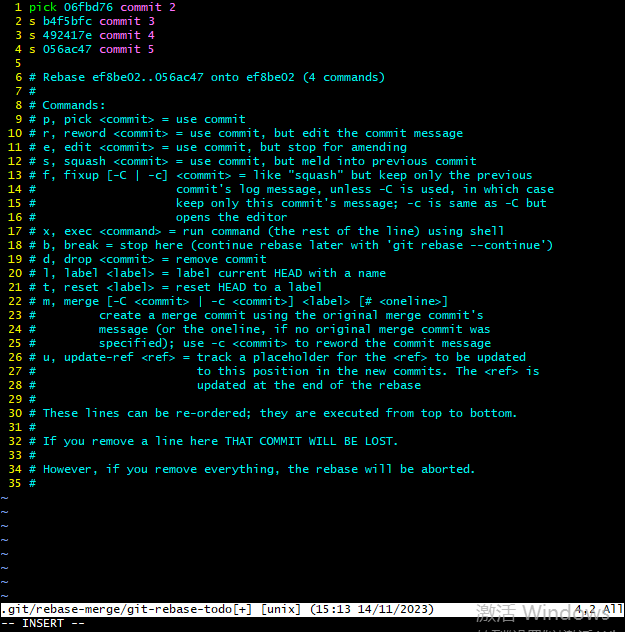 1 pick 06fbd76 commit 2
2 s b4f5bfc commit 3
3 s 492417e commit 4
4 s 056ac47 commit 5
5
6 # Rebase ef8be02..056ac47 onto ef8be02 (4 commands)
7 #
8 # Commands:
9 # p, pick <commit> = use commit
10 # r, reword <commit> = use commit, but edit the commit message
11 # e, edit <commit> = use commit, but stop for amending
12 # s, squash <commit> = use commit, but meld into previous commit
13 # f, fixup [-C | -c] <commit> = like "squash" but keep only the previous
14 #                    commit's log message, unless -C is used, in which case
15 #                    keep only this commit's message; -c is same as -C but
16 #                    opens the editor
17 # x, exec <command> = run command (the rest of the line) using shell
18 # b, break = stop here (continue rebase later with 'git rebase --continue')
19 # d, drop <commit> = remove commit
20 # l, label <label> = label current HEAD with a name
21 # t, reset <label> = reset HEAD to a label
22 # m, merge [-C <commit> | -c <commit>] <label> [# <oneline>]
23 #         create a merge commit using the original merge commit's
24 #         message (or the oneline, if no original merge commit was
25 #         specified); use -c <commit> to reword the commit message
26 # u, update-ref <ref> = track a placeholder for the <ref> to be updated
27 #                       to this position in the new commits. The <ref> is
28 #                       updated at the end of the rebase
29 #
30 # These lines can be re-ordered; they are executed from top to bottom.
31 #
32 # If you remove a line here THAT COMMIT WILL BE LOST.
33 #
34 # However, if you remove everything, the rebase will be aborted.
35 #
~
~
~
~
~
~
~
~
.git/rebase-merge/git-rebase-todo[+] [unix] (15:13 14/11/2023) 4,2 All
激活 Windows
-- INSERT --